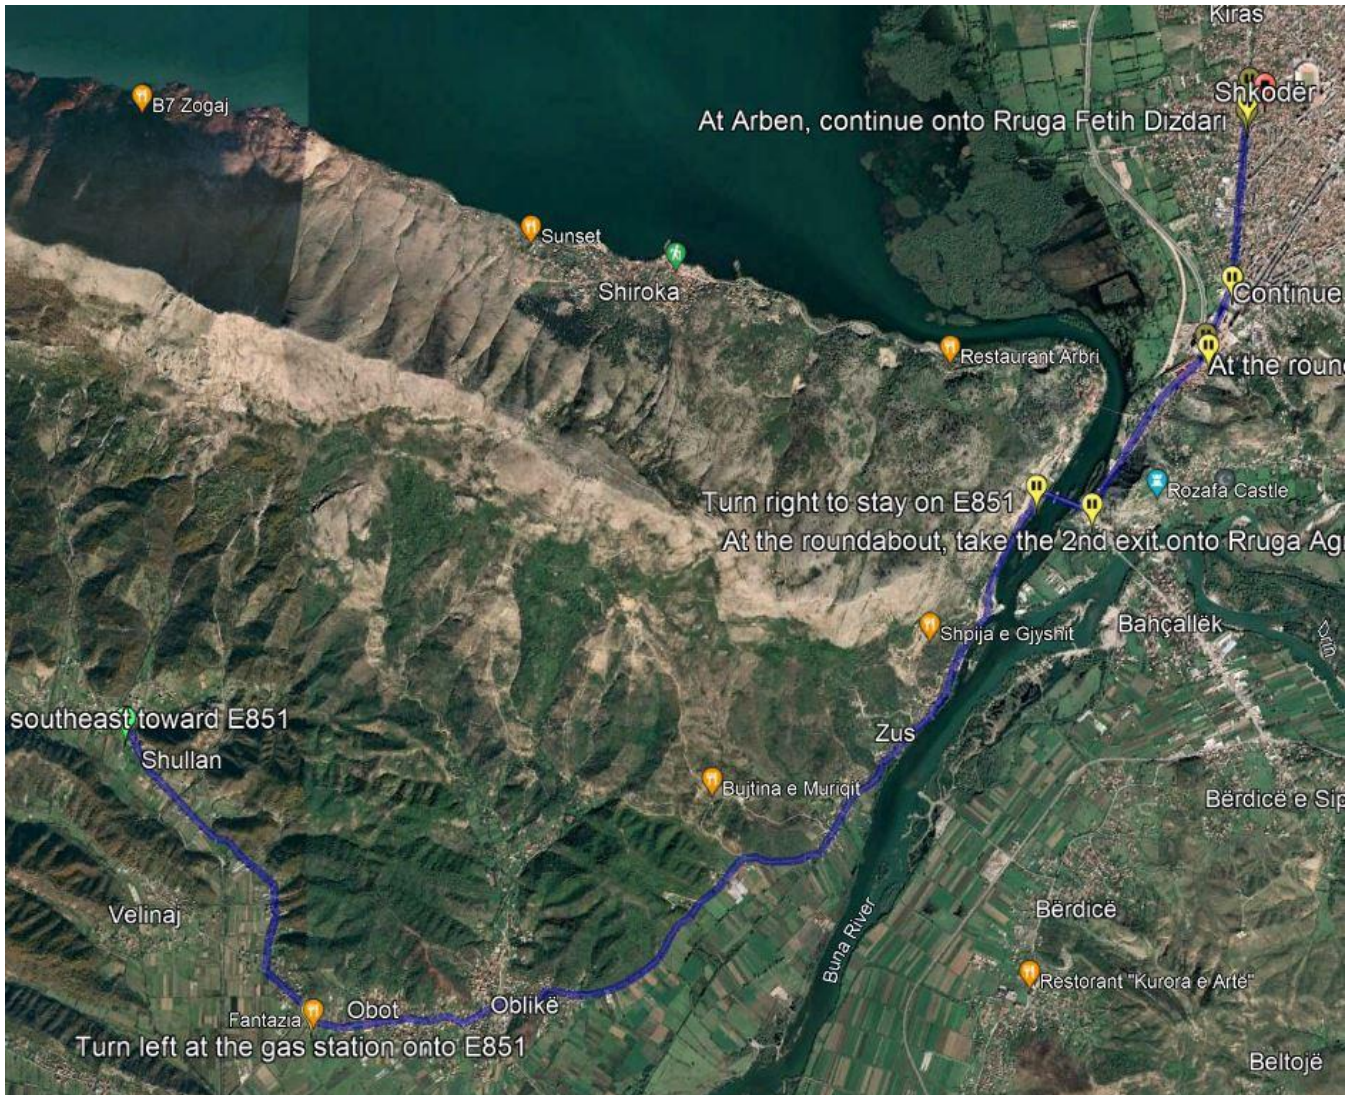 Kiras
B7 Zogaj
Shkodër
At Arben, continue onto Rruga Fetih Dizdari
Sunset
Shiroka
Continue
Restaurant Arbri
At the roun
Turn right to stay on E851
Rozafa Castle
At the roundabout, take the 2nd exit onto Rruga Agr
Bahçallëk
Shpija e Gjyshit
Drin
southeast toward E851
Zus
Shullan
Bujtina e Muriqit
Bërdicë e Sip
Velinaj
Bërdicë
Buna River
Restorant "Kurora e Artë"
Oblikë
Obot
Fantazia
Turn left at the gas station onto E851
Beltojë